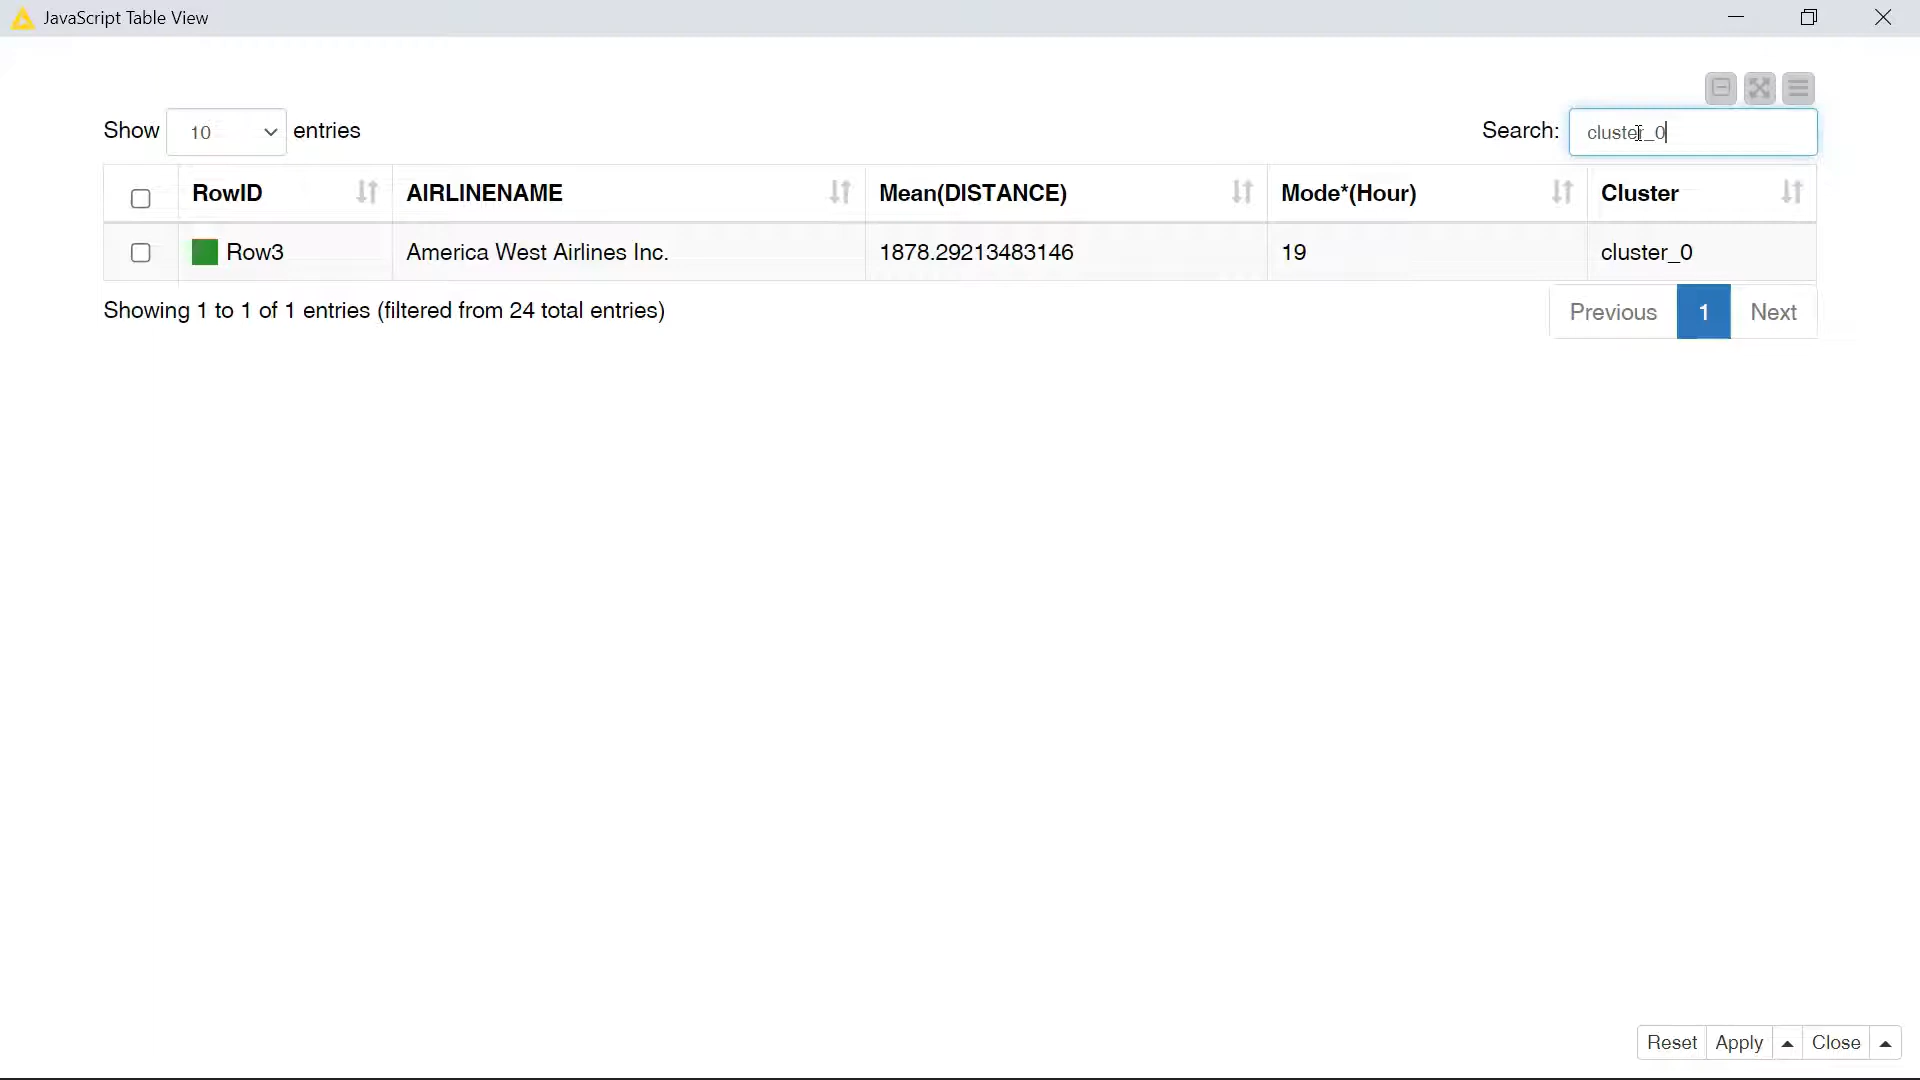 JavaScript Table View
Show 10 entries Search: cluster_0
RowID AIRLINENAME Mean(DISTANCE) Mode*(Hour) Cluster
Row3 America West Airlines Inc. 1878.29213483146 19 cluster_0
Showing 1 to 1 of 1 entries (filtered from 24 total entries) Previous 1 Next
Reset Apply Close